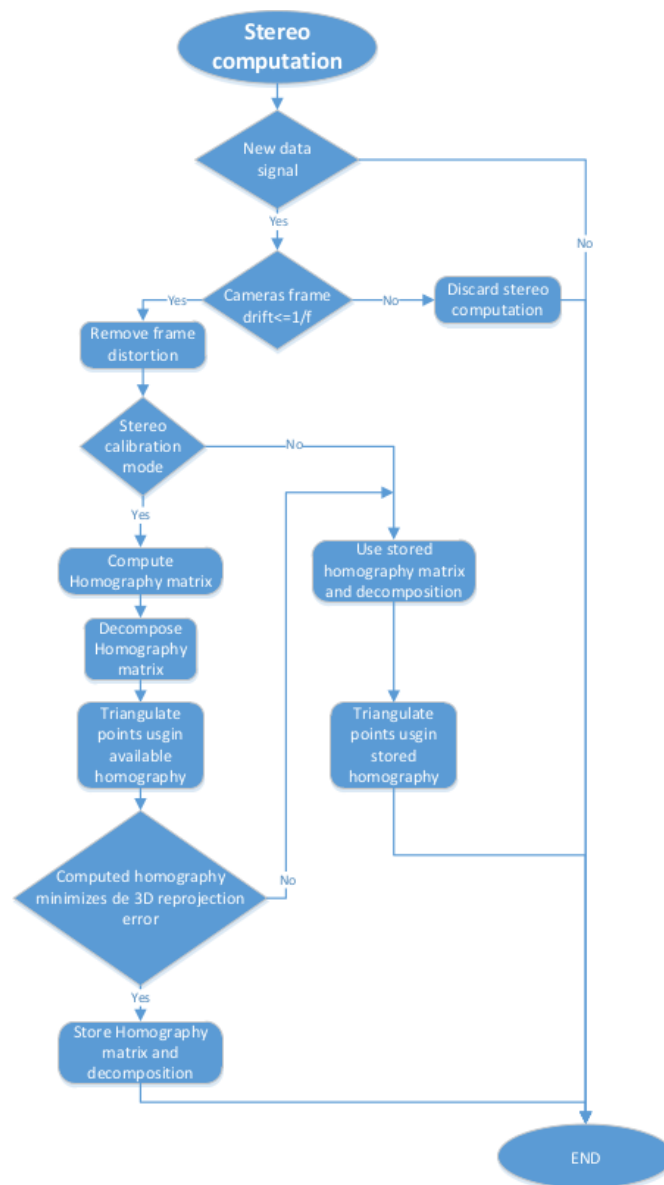 Stereo
computation
New data
signal
No
Yes
Cameras frame
drift<=1/f
Yes
No
Discard stereo
computation
Remove frame
distortion
Stereo
calibration
mode
No
Yes
Compute
Homography matrix
Use stored
homography matrix
and decomposition
Decompose
Homography
matrix
Triangulate
points usgin
available
homography
Triangulate
points usgin
stored
homography
Computed homography
minimizes de 3D reprojection
error
No
Yes
Store Homography
matrix and
decomposition
END